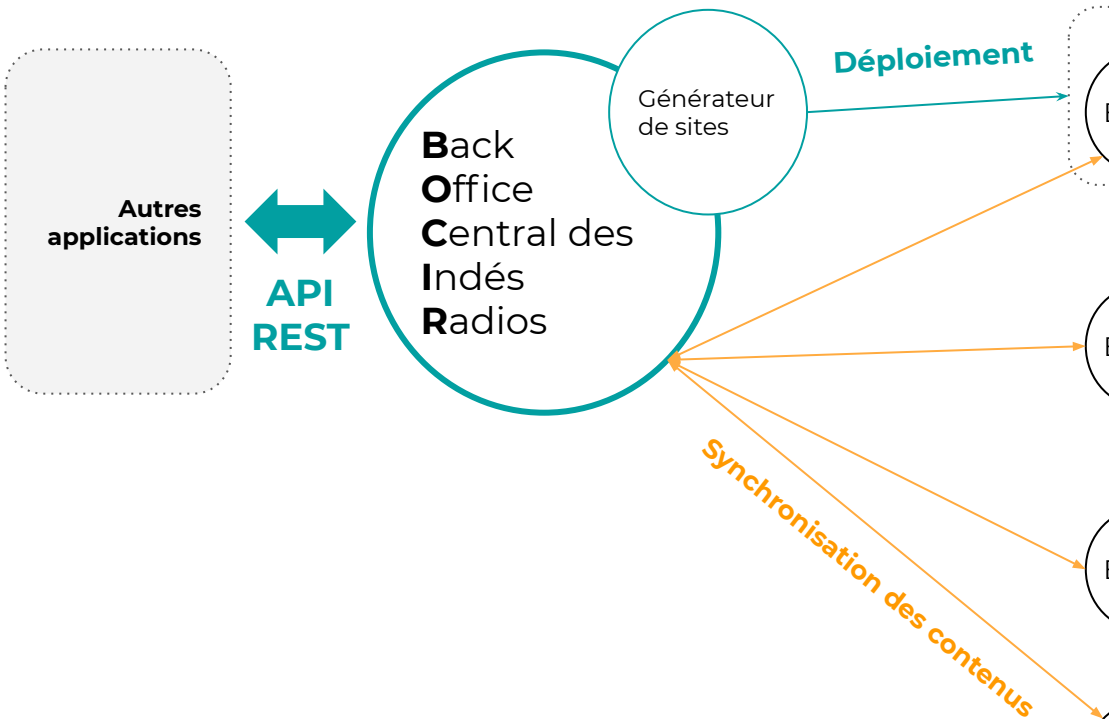 Autres
applications
API
REST
Back
Office
Central des
Indés
Radios
Générateur
de sites
Déploiement
Synchronisation des contenus